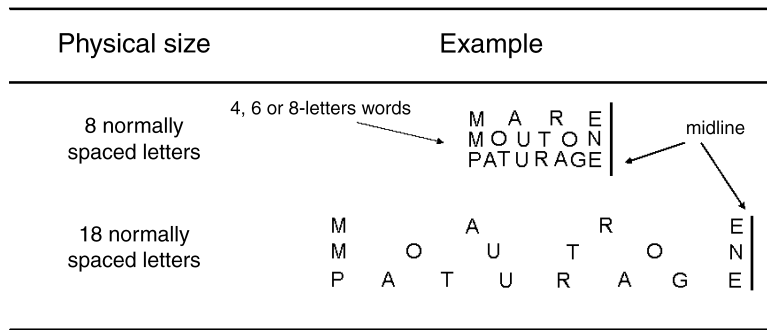 Physical size Example
4, 6 or 8-letters words
8 normally
spaced letters
M A R E
M O U T O N
P A T U R A G E
midline
18 normally
spaced letters
M A R E
M O U T O N
P A T U R A G E